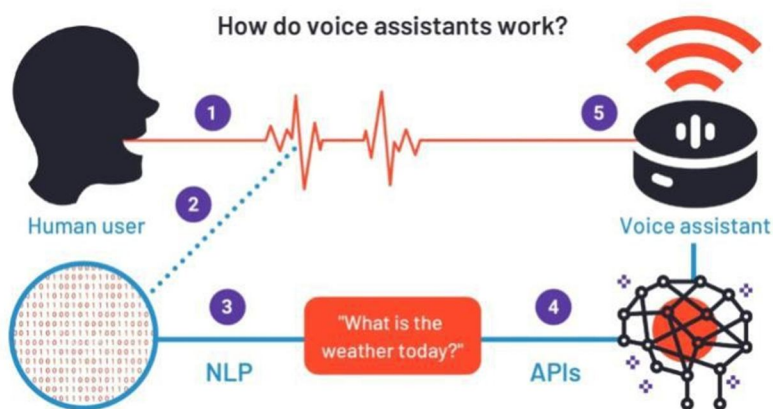 How do voice assistants work?
1
5
2
Human user
Voice assistant
3
4
"What is the
weather today?"
NLP
APIs